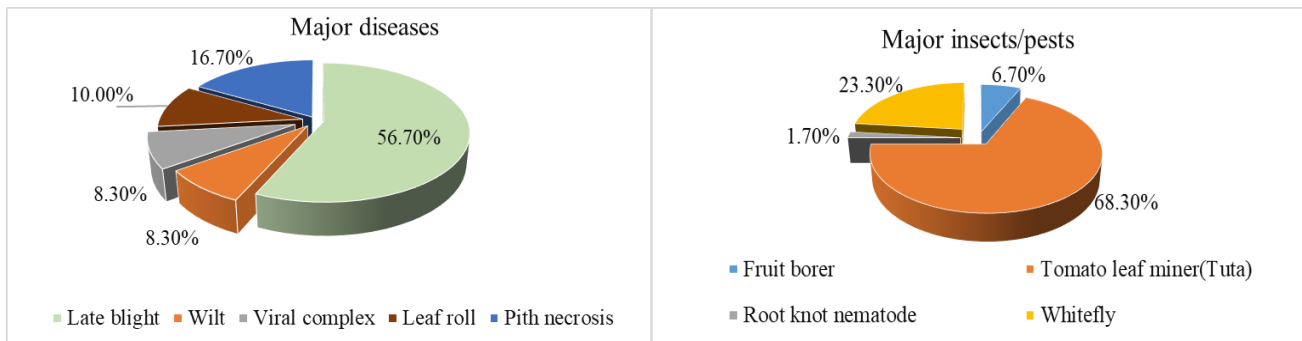 Major diseases
16.70%
10.00%
56.70%
8.30%
8.30%
Late blight Wilt Viral complex Leaf roll Pith necrosis
Major insects/pests
6.70%
23.30%
1.70%
68.30%
Fruit borer Tomato leaf miner(Tuta)
Root knot nematode Whitefly